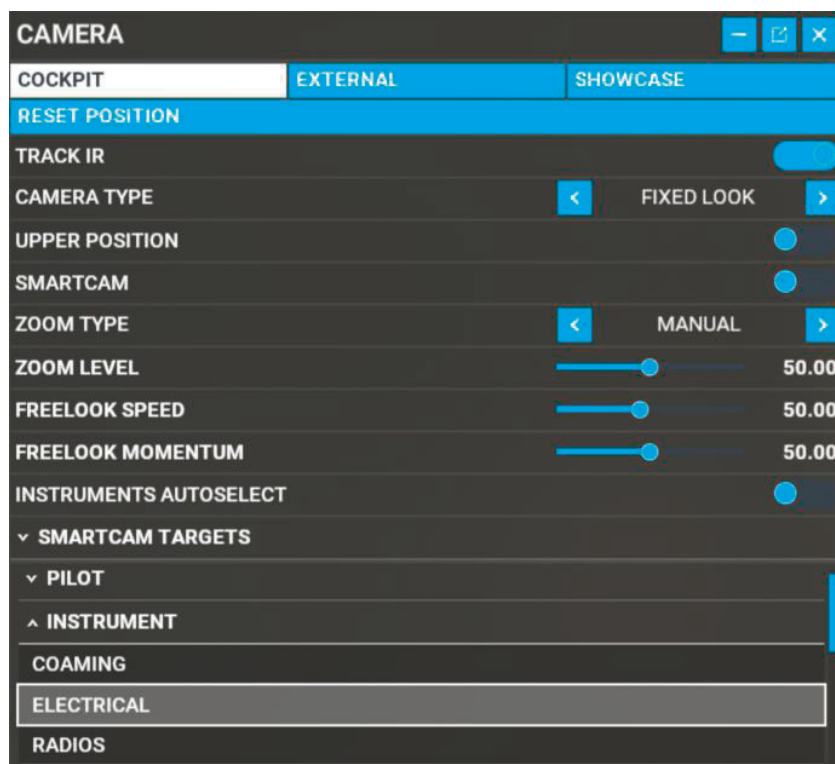 CAMERA
COCKPIT EXTERNAL SHOWCASE
RESET POSITION
TRACK IR
CAMERA TYPE < FIXED LOOK >
UPPER POSITION
SMARTCAM
ZOOM TYPE < MANUAL >
ZOOM LEVEL 50.00
FREELOOK SPEED 50.00
FREELOOK MOMENTUM 50.00
INSTRUMENTS AUTOSELECT
SMARTCAM TARGETS
PILOT
INSTRUMENT
COAMING
ELECTRICAL
RADIOS